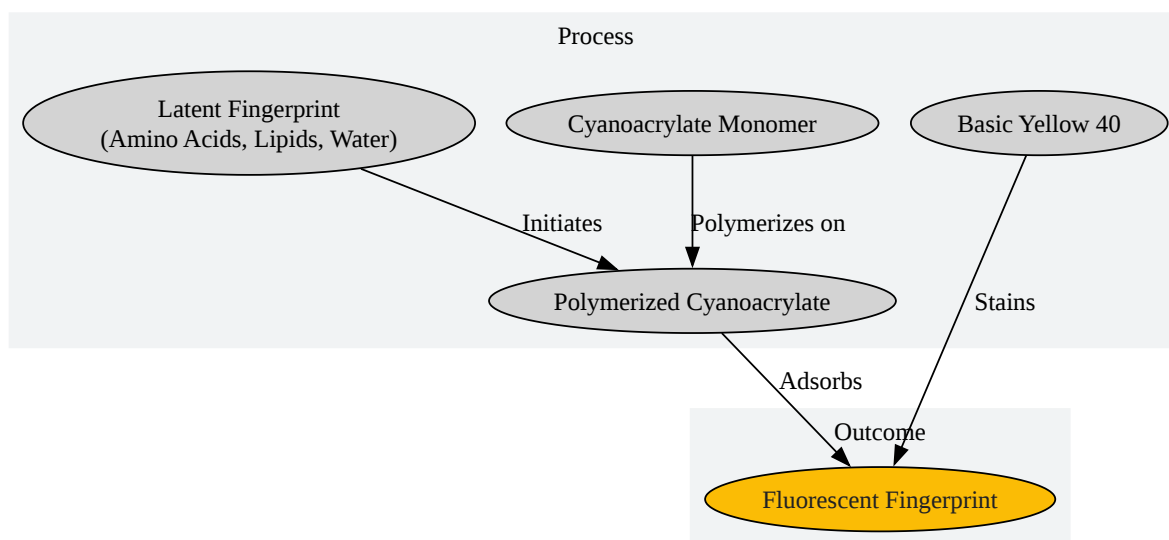 Process
Latent Fingerprint
(Amino Acids, Lipids, Water)
Cyanoacrylate Monomer
Basic Yellow 40
Initiates
Polymerizes on
Polymerized Cyanoacrylate
Stains
Adsorbs
Outcome
Fluorescent Fingerprint